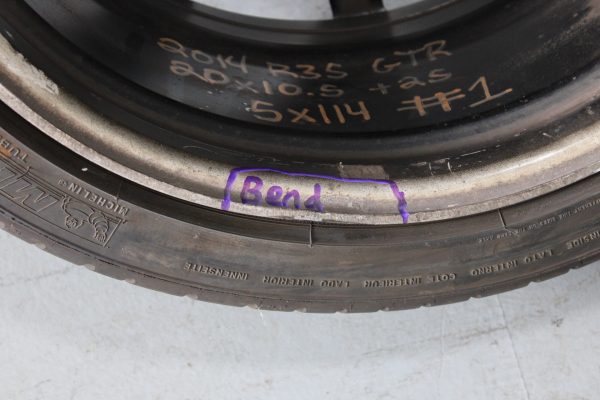 2014 R35 GTR
20x10.5 +25
5x114 #1
Bend
MICHELIN
INSIDE LATO INTERNO COTE INTERIEUR LADO INTERIOR INNENSEITE